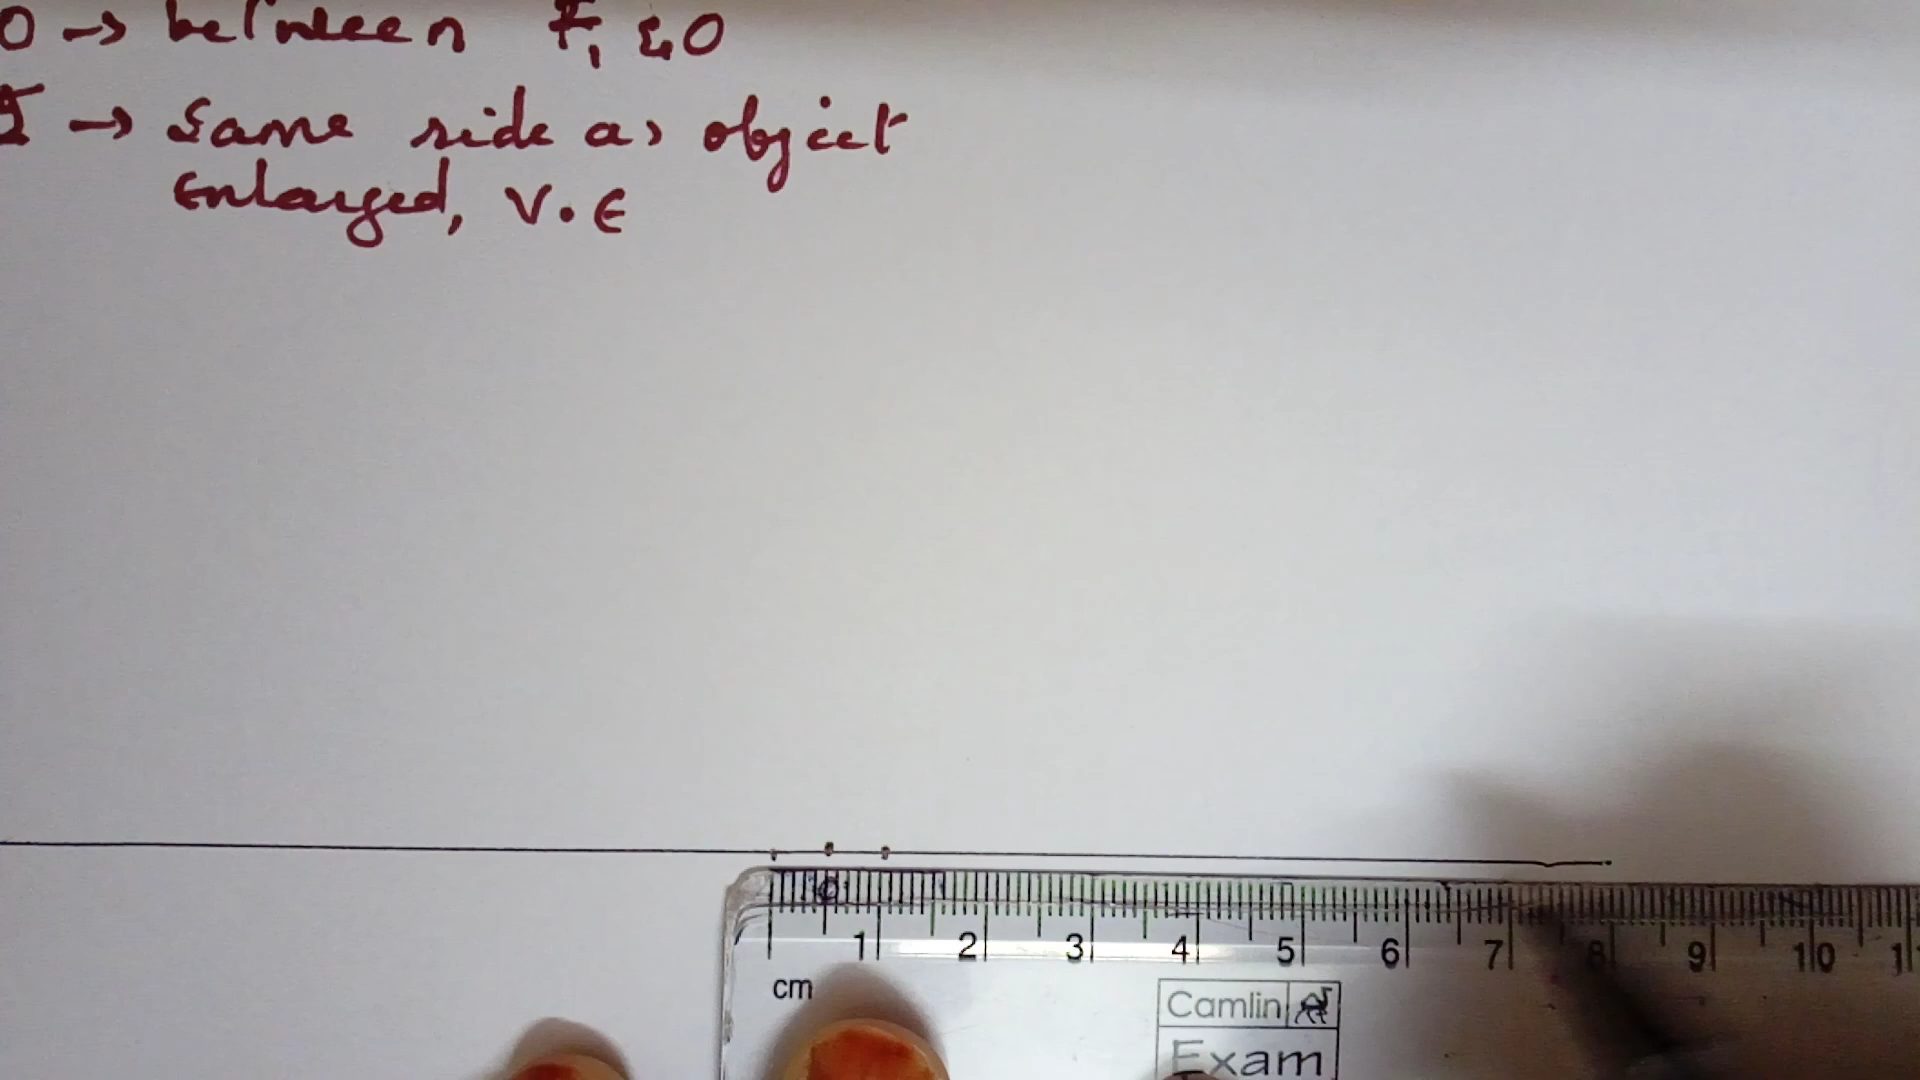 O → between F₁ & O
I → Same side as object
Enlarged, V.E
1 2 3 4 5 6 7 8 9 10 11
cm
Camlin
Exam